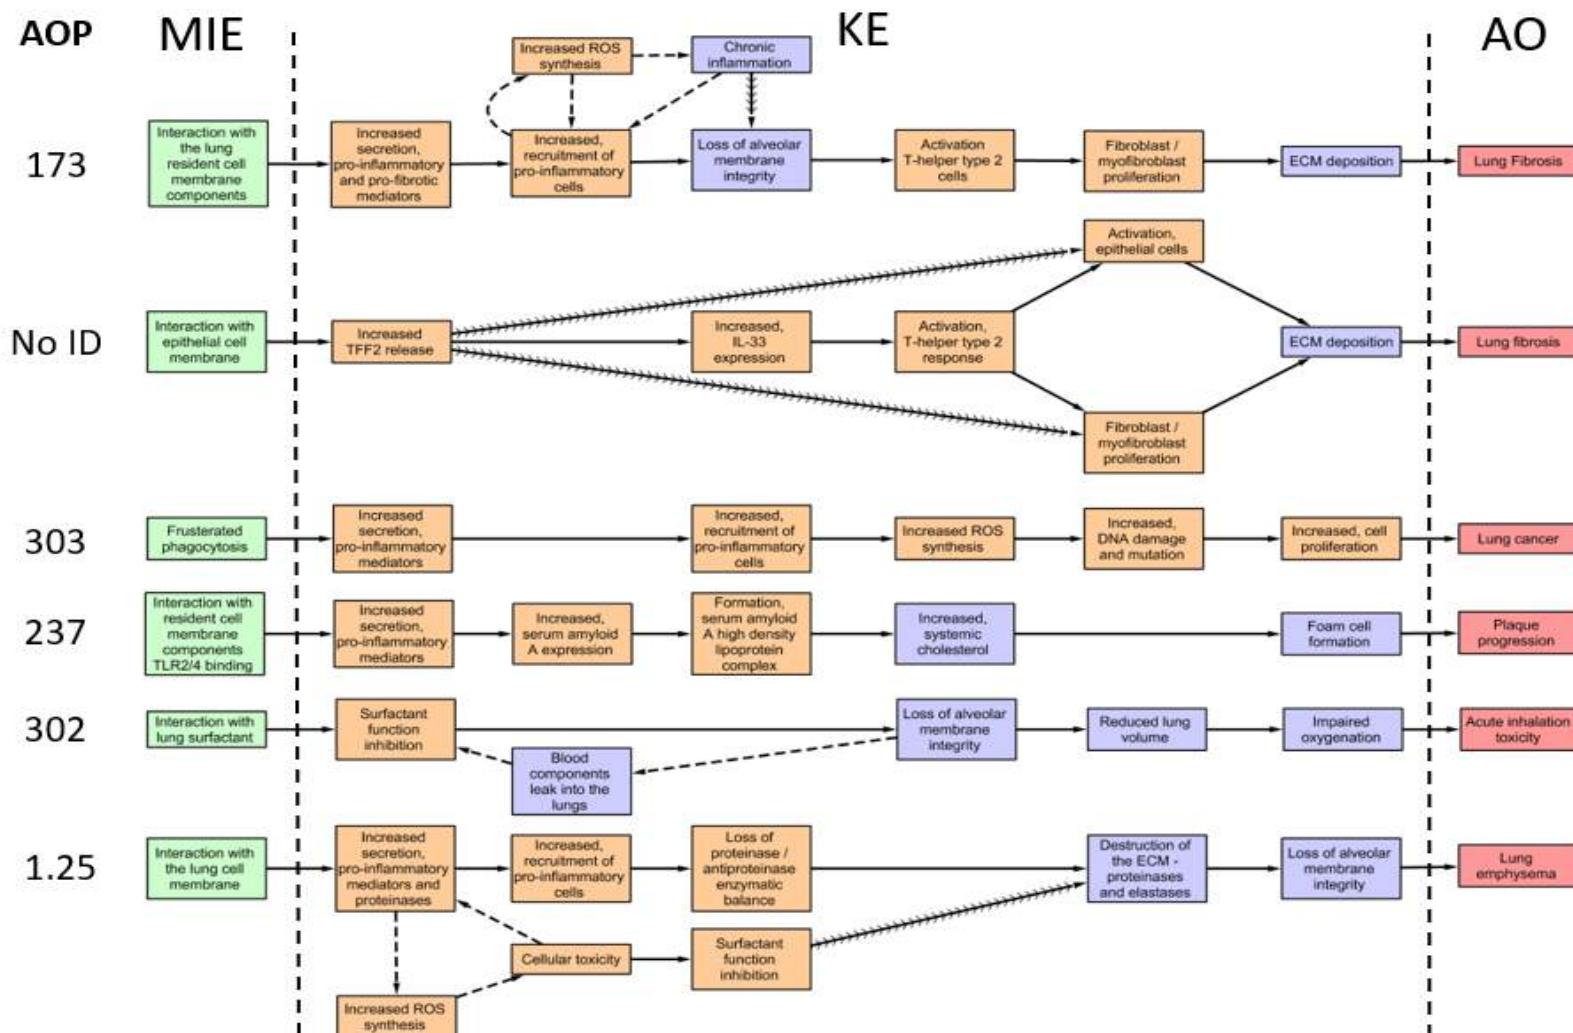 AOP MIE KE AO
173
Interaction with
the lung
resident cell
membrane
components
Increased
secretion,
pro-inflammatory
and pro-fibrotic
mediators
Increased ROS
synthesis
Increased,
recruitment of
pro-inflammatory
cells
Chronic
inflammation
Loss of alveolar
membrane
integrity
Activation
T-helper type 2
cells
Fibroblast /
myofibroblast
proliferation
ECM deposition
Lung Fibrosis
No ID
Interaction with
epithelial cell
membrane
Increased
TFF2 release
Increased,
IL-33
expression
Activation,
T-helper type 2
response
Activation,
epithelial cells
Fibroblast /
myofibroblast
proliferation
ECM deposition
Lung fibrosis
303
Frusterated
phagocytosis
Increased
secretion,
pro-inflammatory
mediators
Increased,
recruitment of
pro-inflammatory
cells
Increased ROS
synthesis
Increased,
DNA damage
and mutation
Increased, cell
proliferation
Lung cancer
237
Interaction with
resident cell
membrane
components
TLR2/4 binding
Increased
secretion,
pro-inflammatory
mediators
Increased,
serum amyloid
A expression
Formation,
serum amyloid
A high density
lipoprotein
complex
Increased,
systemic
cholesterol
Foam cell
formation
Plaque
progression
302
Interaction with
lung surfactant
Surfactant
function
inhibition
Blood
components
leak into the
lungs
Loss of alveolar
membrane
integrity
Reduced lung
volume
Impaired
oxygenation
Acute inhalation
toxicity
1.25
Interaction with
the lung cell
membrane
Increased
secretion,
pro-inflammatory
mediators and
proteinases
Increased,
recruitment of
pro-inflammatory
cells
Loss of
proteinase /
antiproteinase
enzymatic
balance
Destruction of
the ECM -
proteinases
and elastases
Loss of alveolar
membrane
integrity
Lung
emphysema
Cellular toxicity
Surfactant
function
inhibition
Increased ROS
synthesis